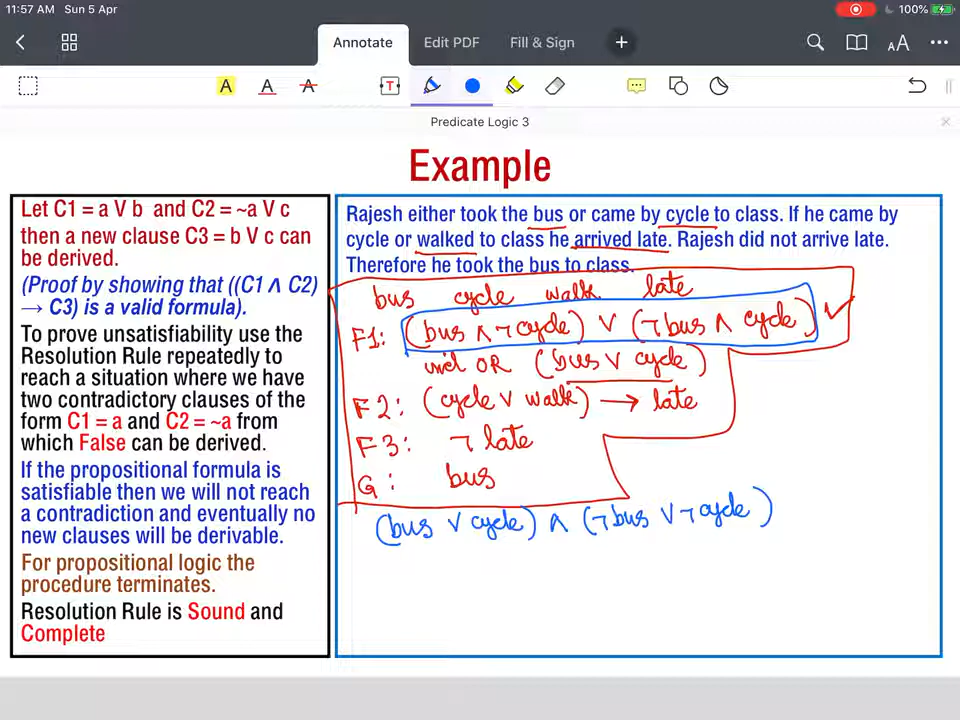 11:57 AM Sun 5 Apr
100%
Annotate Edit PDF Fill & Sign
A A A T AA
Predicate Logic 3
Example
Let C1 = a V b and C2 = ~a V c
then a new clause C3 = b V c can
be derived.
(Proof by showing that ((C1 Λ C2)
→ C3) is a valid formula).
To prove unsatisfiability use the
Resolution Rule repeatedly to
reach a situation where we have
two contradictory clauses of the
form C1 = a and C2 = ~a from
which False can be derived.
If the propositional formula is
satisfiable then we will not reach
a contradiction and eventually no
new clauses will be derivable.
For propositional logic the
procedure terminates.
Resolution Rule is Sound and
Complete
Rajesh either took the bus or came by cycle to class. If he came by
cycle or walked to class he arrived late. Rajesh did not arrive late.
Therefore he took the bus to class.
bus cycle walk late
F1: (bus ∧ ¬ cycle) ∨ (¬ bus ∧ cycle)
incl OR (bus ∨ cycle)
F2: (cycle ∨ walk) → late
F3: ¬ late
G: bus
(bus ∨ cycle) ∧ (¬ bus ∨ ¬ cycle)